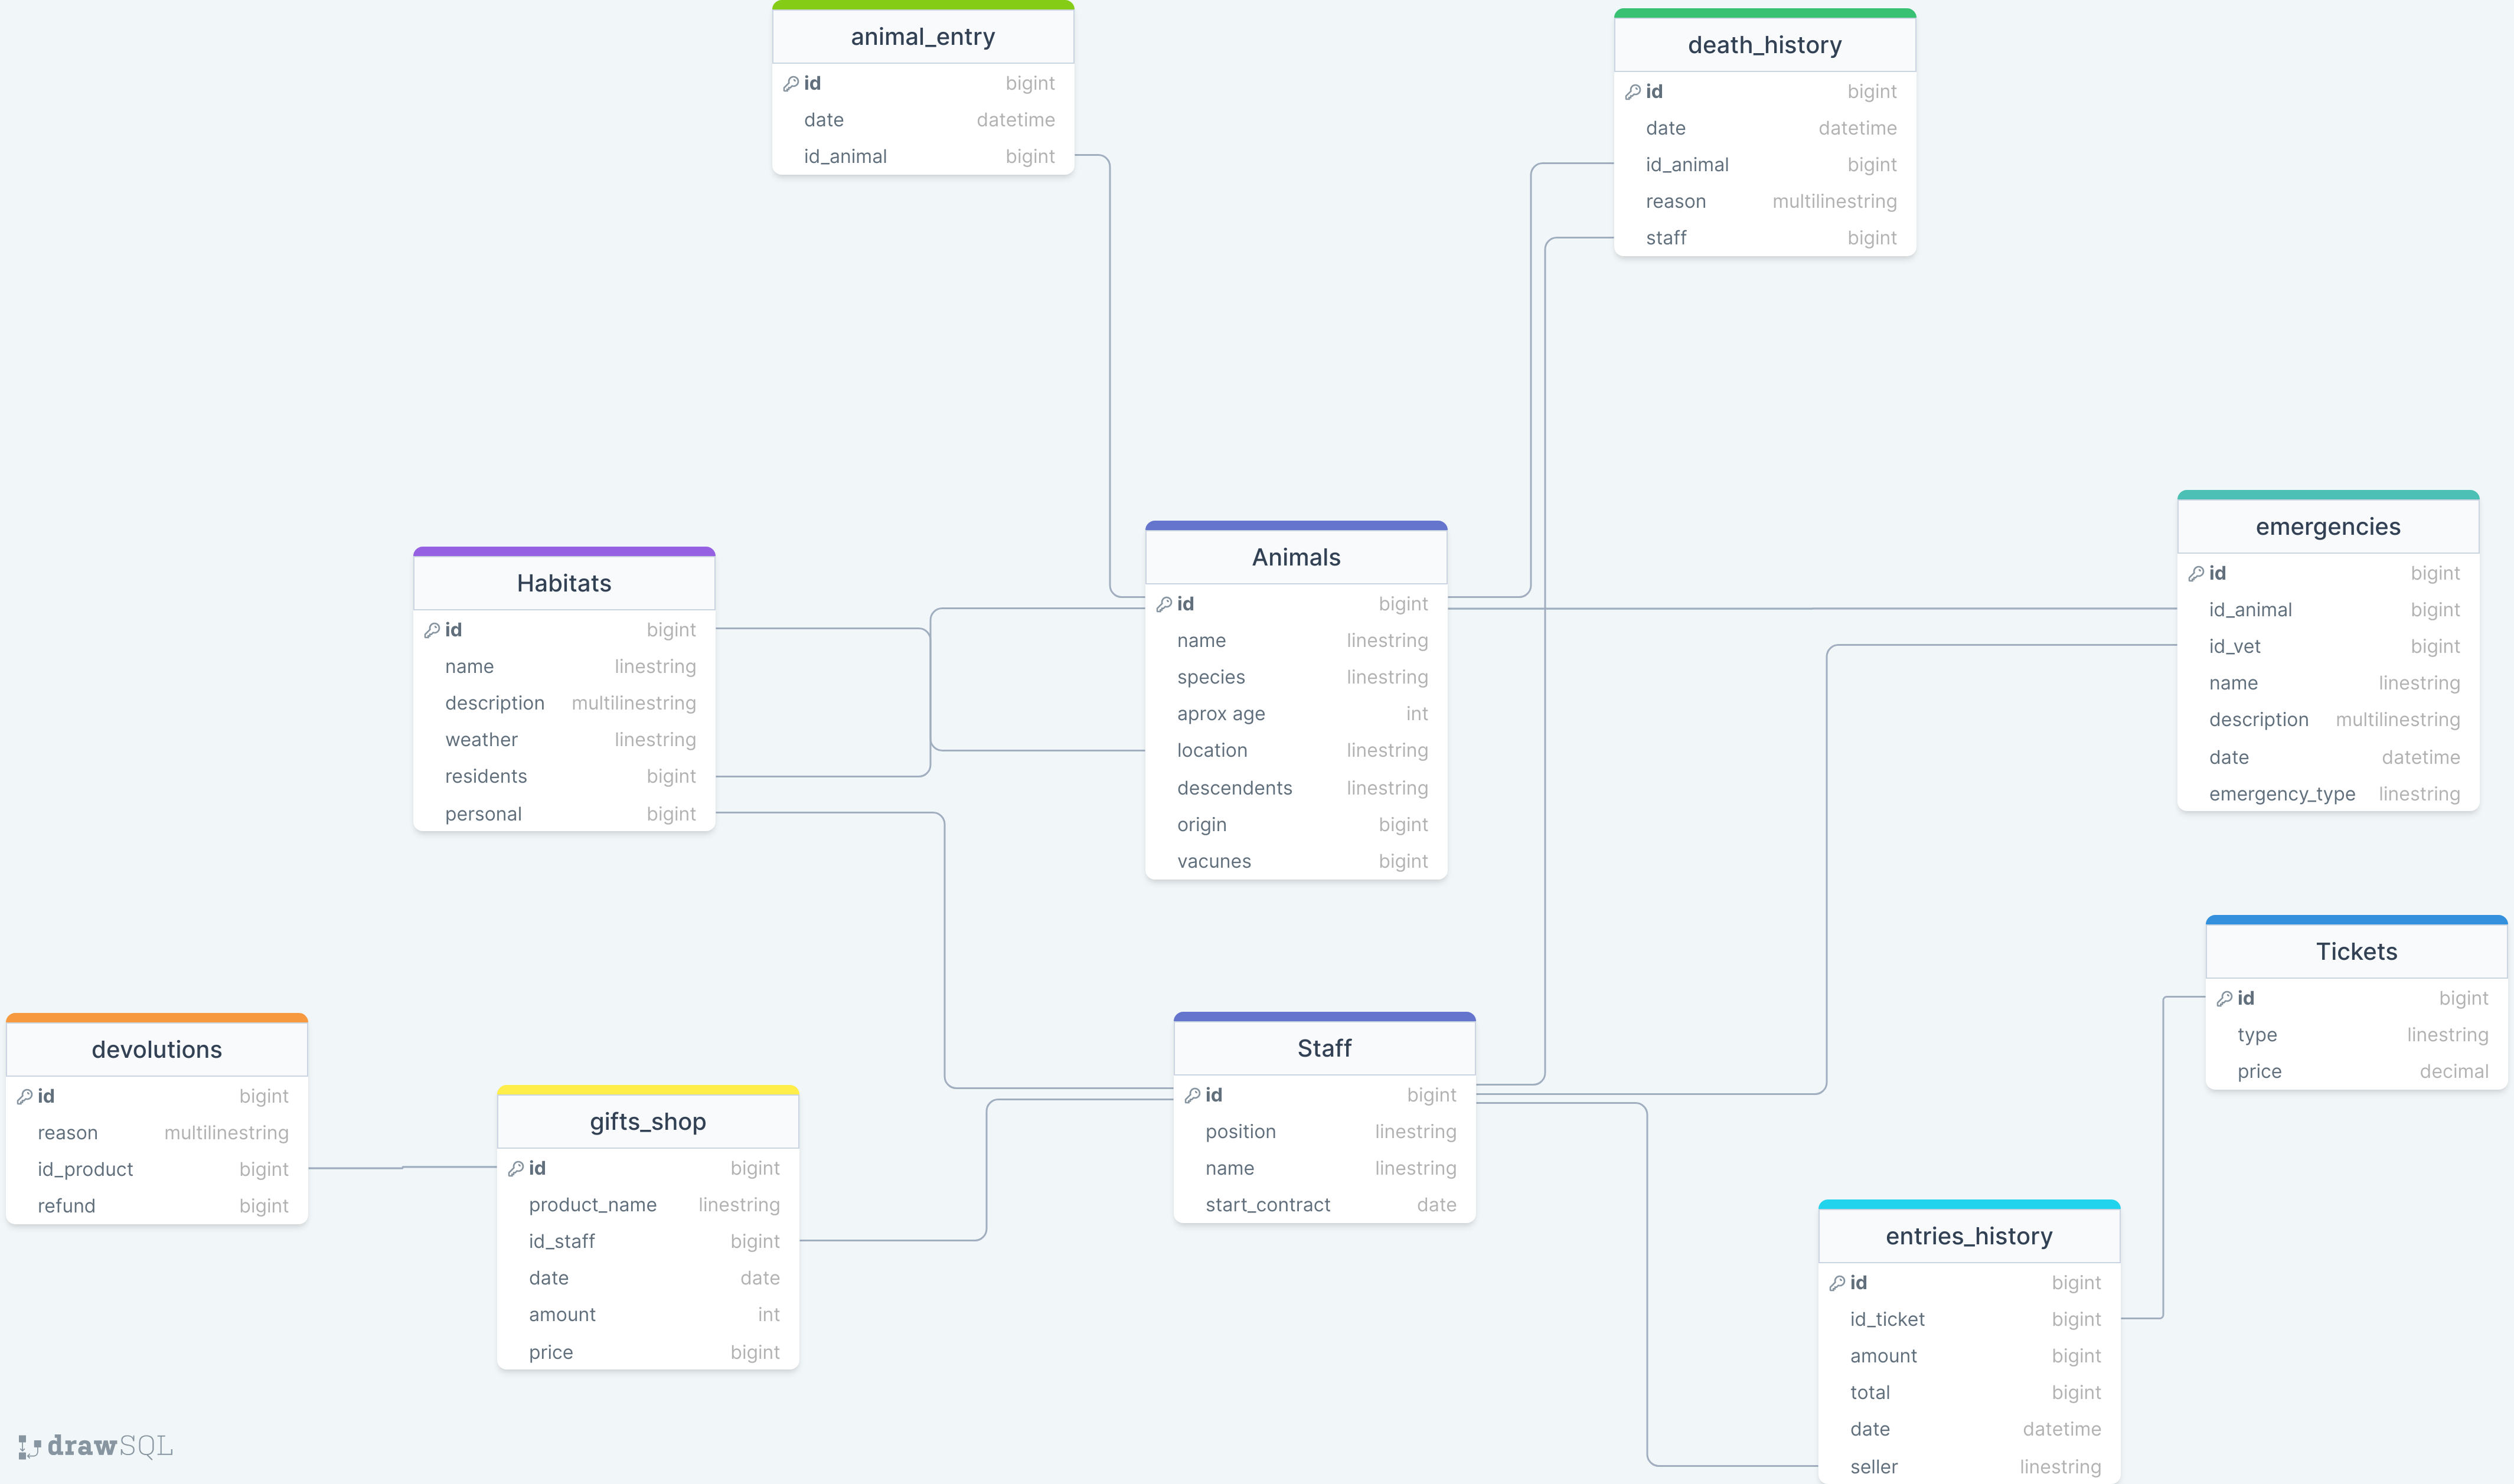 animal_entry
id bigint
date datetime
id_animal bigint
death_history
id bigint
date datetime
id_animal bigint
reason multilinestring
staff bigint
Habitats
id bigint
name linestring
description multilinestring
weather linestring
residents bigint
personal bigint
Animals
id bigint
name linestring
species linestring
aprox age int
location linestring
descendents linestring
origin bigint
vacunes bigint
emergencies
id bigint
id_animal bigint
id_vet bigint
name linestring
description multilinestring
date datetime
emergency_type linestring
Tickets
id bigint
type linestring
price decimal
devolutions
id bigint
reason multilinestring
id_product bigint
refund bigint
gifts_shop
id bigint
product_name linestring
id_staff bigint
date date
amount int
price bigint
Staff
id bigint
position linestring
name linestring
start_contract date
entries_history
id bigint
id_ticket bigint
amount bigint
total bigint
date datetime
seller linestring
drawSQL